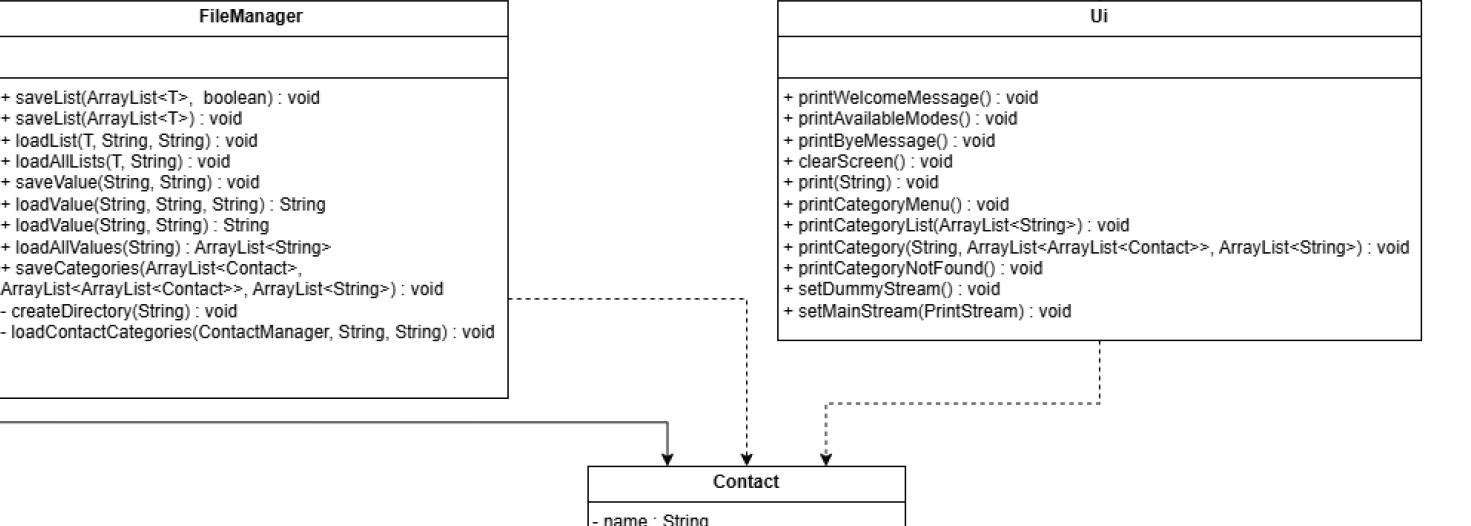 FileManager
+ saveList(ArrayList<T>, boolean) : void
+ saveList(ArrayList<T>) : void
+ loadList(T, String, String) : void
+ loadAllLists(T, String) : void
+ saveValue(String, String) : void
+ loadValue(String, String, String) : String
+ loadValue(String, String) : String
+ loadAllValues(String) : ArrayList<String>
+ saveCategories(ArrayList<Contact>,
ArrayList<ArrayList<Contact>>, ArrayList<String>) : void
- createDirectory(String) : void
- loadContactCategories(ContactManager, String, String) : void
Ui
+ printWelcomeMessage() : void
+ printAvailableModes() : void
+ printByeMessage() : void
+ clearScreen() : void
+ print(String) : void
+ printCategoryMenu() : void
+ printCategoryList(ArrayList<String>) : void
+ printCategory(String, ArrayList<ArrayList<Contact>>, ArrayList<String>) : void
+ printCategoryNotFound() : void
+ setDummyStream() : void
+ setMainStream(PrintStream) : void
Contact
- name : String